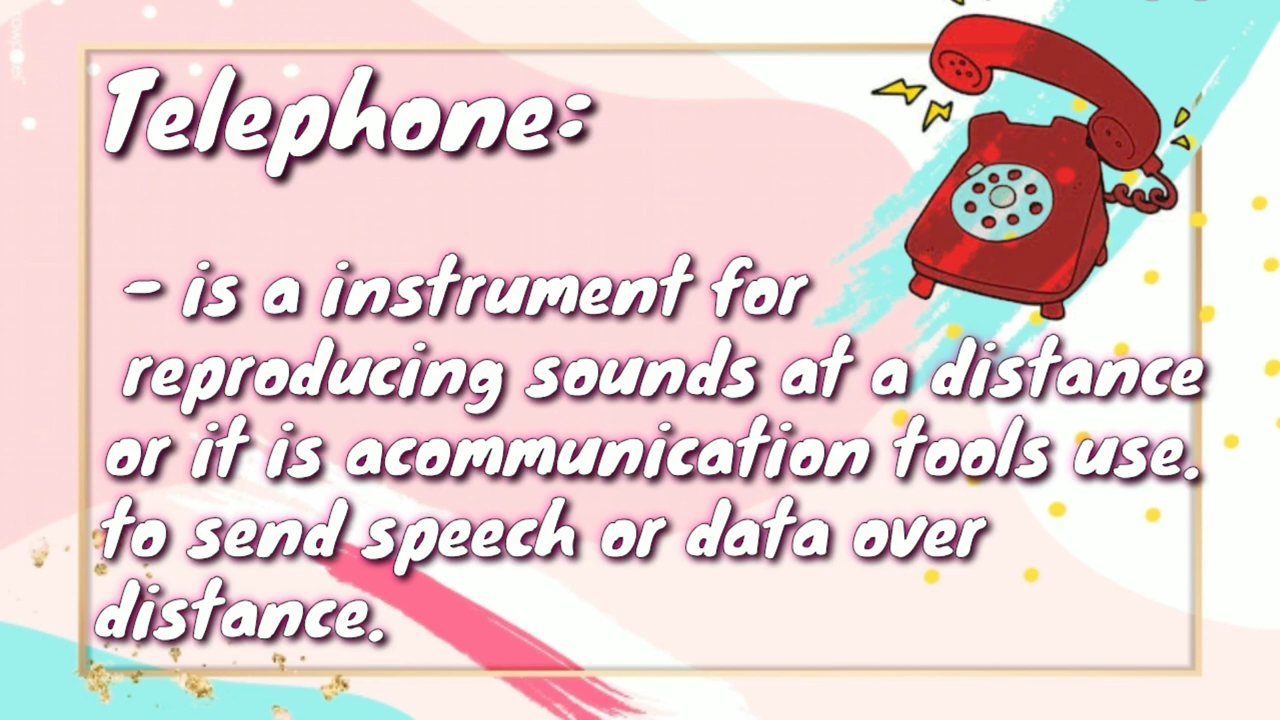 Telephone:
- is a instrument for
reproducing sounds at a distance
or it is acommunication tools use.
to send speech or data over
distance.